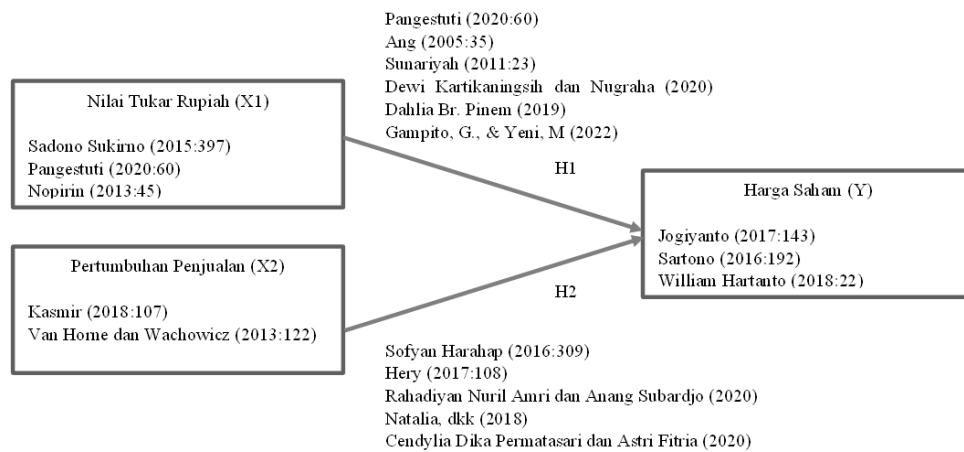 Pangestuti (2020:60)
Ang (2005:35)
Sunariyah (2011:23)
Dewi Kartikaningsih dan Nugraha (2020)
Dahlia Br. Pinem (2019)
Gampito, G., & Yeni, M (2022)
Nilai Tukar Rupiah (X1)
Sadono Sukirno (2015:397)
Pangestuti (2020:60)
Nopirin (2013:45)
H1
Harga Saham (Y)
Jogiyanto (2017:143)
Sartono (2016:192)
William Hartanto (2018:22)
Pertumbuhan Penjualan (X2)
Kasmir (2018:107)
Van Horne dan Wachowicz (2013:122)
H2
Sofyan Harahap (2016:309)
Hery (2017:108)
Rahadiyan Nuril Amri dan Anang Subardjo (2020)
Natalia, dkk (2018)
Cendylia Dika Permatasari dan Astri Fitria (2020)